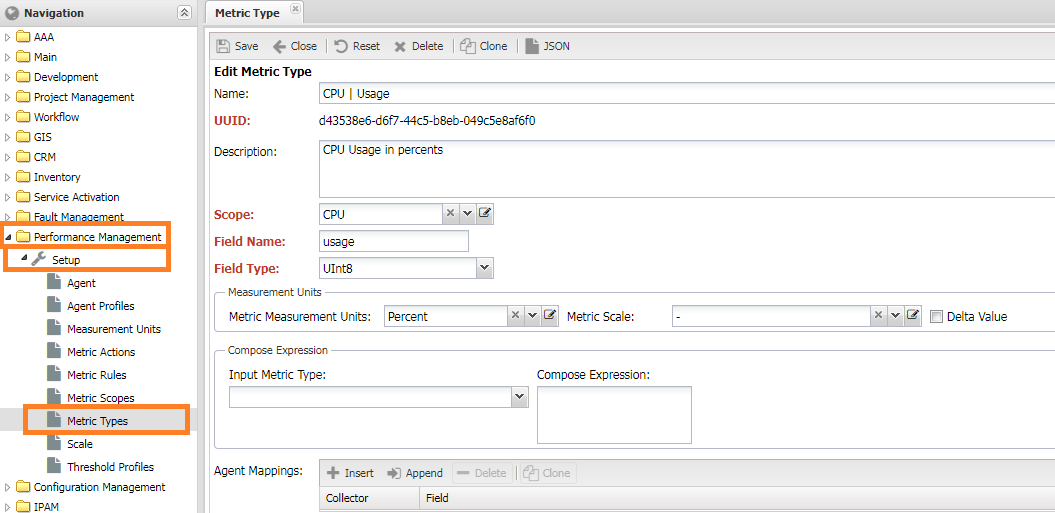 Navigation
AAA
Main
Development
Project Management
Workflow
GIS
CRM
Inventory
Service Activation
Fault Management
Performance Management
Setup
Agent
Agent Profiles
Measurement Units
Metric Actions
Metric Rules
Metric Scopes
Metric Types
Scale
Threshold Profiles
Configuration Management
IPAM
Metric Type
Save Close Reset Delete Clone JSON
Edit Metric Type
Name: CPU | Usage
UUID: d43538e6-d6f7-44c5-b8eb-049c5e8af6f0
Description: CPU Usage in percents
Scope: CPU
Field Name: usage
Field Type: UInt8
Measurement Units
Metric Measurement Units: Percent Metric Scale: - Delta Value
Compose Expression
Input Metric Type: Compose Expression:
Agent Mappings: Insert Append Delete Clone
Collector Field